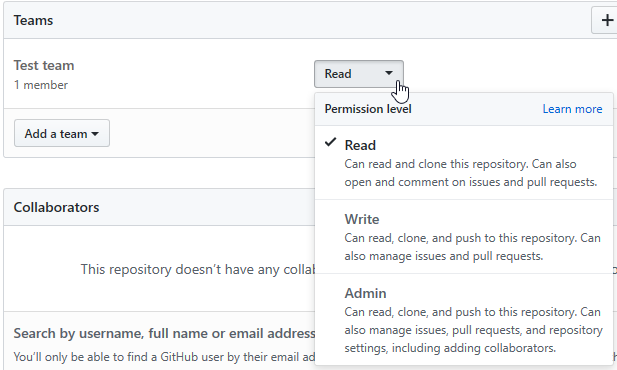 Teams
Test team
1 member
Read
Permission level Learn more
Read
Can read and clone this repository. Can also
open and comment on issues and pull requests.
Write
Can read, clone, and push to this repository. Can
also manage issues and pull requests.
Admin
Can read, clone, and push to this repository. Can
also manage issues, pull requests, and repository
settings, including adding collaborators.
Add a team
Collaborators
This repository doesn't have any
Search by username, full name or email address
You'll only be able to find a GitHub user by their email